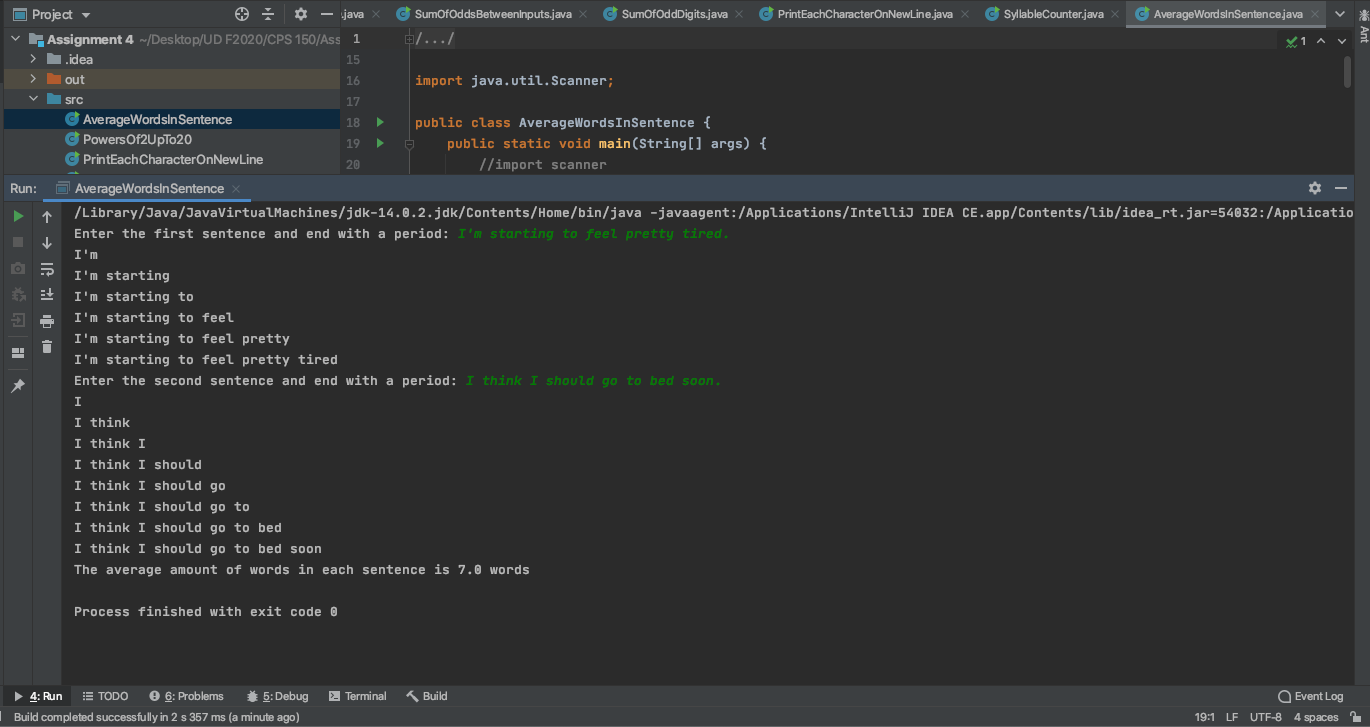 Project
.java
SumOfOddsBetweenInputs.java
SumOfOddDigits.java
PrintEachCharacterOnNewLine.java
SyllableCounter.java
AverageWordsInSentence.java
Ant
Assignment 4 ~/Desktop/UD F2020/CPS 150/Ass
.idea
out
src
AverageWordsInSentence
PowersOf2UpTo20
PrintEachCharacterOnNewLine
1 /.../
15
16 import java.util.Scanner;
17
18 public class AverageWordsInSentence {
19 public static void main(String[] args) {
20 //import scanner
1
Run: AverageWordsInSentence
/Library/Java/JavaVirtualMachines/jdk-14.0.2.jdk/Contents/Home/bin/java -javaagent:/Applications/IntelliJ IDEA CE.app/Contents/lib/idea_rt.jar=54032:/Applicatio
Enter the first sentence and end with a period: I'm starting to feel pretty tired.
I'm
I'm starting
I'm starting to
I'm starting to feel
I'm starting to feel pretty
I'm starting to feel pretty tired
Enter the second sentence and end with a period: I think I should go to bed soon.
I
I think
I think I
I think I should
I think I should go
I think I should go to
I think I should go to bed
I think I should go to bed soon
The average amount of words in each sentence is 7.0 words
Process finished with exit code 0
4: Run TODO 6: Problems 5: Debug Terminal Build Event Log
Build completed successfully in 2 s 357 ms (a minute ago) 19:1 LF UTF-8 4 spaces